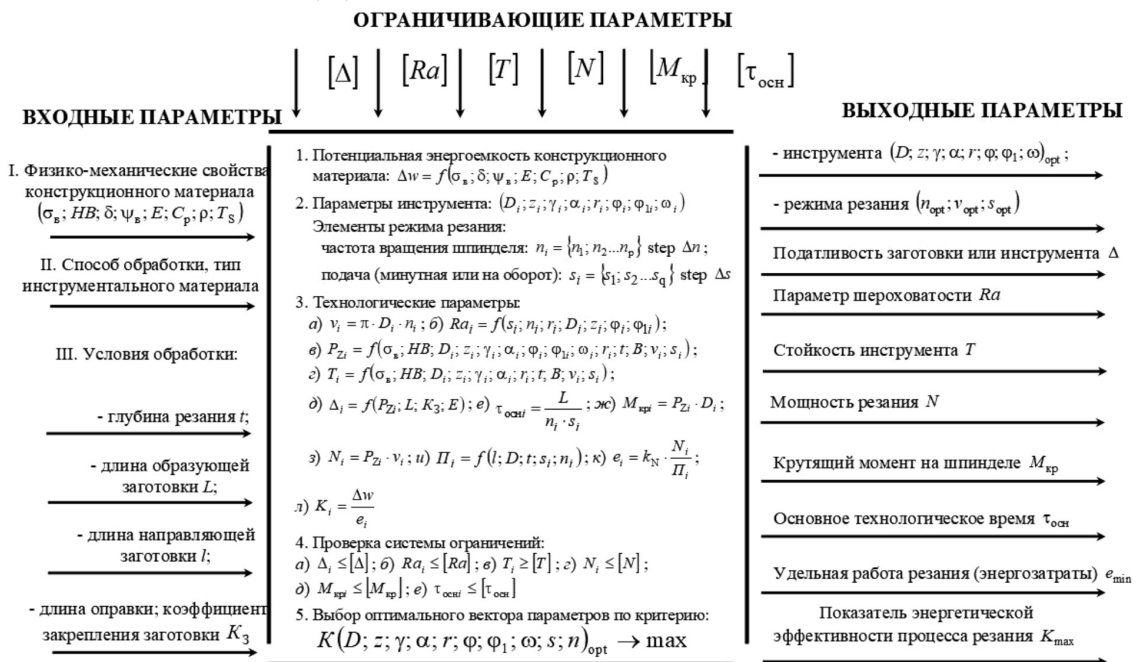 ОГРАНИЧИВАЮЩИЕ ПАРАМЕТРЫ
[Δ] [Ra] [T] [N] [Mкр] [τосн]
ВХОДНЫЕ ПАРАМЕТРЫ
I. Физико-механические свойства
конструкционного материала
(σв; HB; δ; ψв; E; Cр; ρ; TS)
II. Способ обработки, тип
инструментального материала
III. Условия обработки:
- глубина резания t;
- длина образующей
заготовки L;
- длина направляющей
заготовки l;
- длина оправки; коэффициент
закрепления заготовки KЗ
1. Потенциальная энергоемкость конструкционного
материала: Δw = f(σв; δ; ψв; E; Cр; ρ; TS)
2. Параметры инструмента: (Di; zi; γi; αi; ri; φi; φ1i; ωi)
Элементы режима резания:
частота вращения шпинделя: ni = {n1; n2...nр} step Δn;
подача (минутная или на оборот): si = {s1; s2...sq} step Δs
3. Технологические параметры:
а) vi = π · Di · ni; б) Rai = f(si; ni; ri; Di; zi; φi; φ1i);
в) PZi = f(σв; HB; Di; zi; γi; αi; φi; φ1i; ωi; ri; t; B; vi; si);
г) Ti = f(σв; HB; Di; zi; γi; αi; ri; t; B; vi; si);
д) Δi = f(PZi; L; KЗ; E); е) τоснi = L / (ni · si); ж) Mкрi = PZi · Di;
з) Ni = PZi · vi; и) Пi = f(l; D; t; si; ni); к) ei = kN · Ni / Пi;
л) Ki = Δw / ei
4. Проверка системы ограничений:
а) Δi ≤ [Δ]; б) Rai ≤ [Ra]; в) Ti ≥ [T]; г) Ni ≤ [N];
д) Mкрi ≤ [Mкр]; е) τоснi ≤ [τосн]
5. Выбор оптимального вектора параметров по критерию:
K(D; z; γ; α; r; φ; φ1; ω; s; n)opt → max
ВЫХОДНЫЕ ПАРАМЕТРЫ
- инструмента (D; z; γ; α; r; φ; φ1; ω)opt;
- режима резания (nopt; vopt; sopt)
Податливость заготовки или инструмента Δ
Параметр шероховатости Ra
Стойкость инструмента T
Мощность резания N
Крутящий момент на шпинделе Mкр
Основное технологическое время τосн
Удельная работа резания (энергозатраты) emin
Показатель энергетической
эффективности процесса резания Kmax